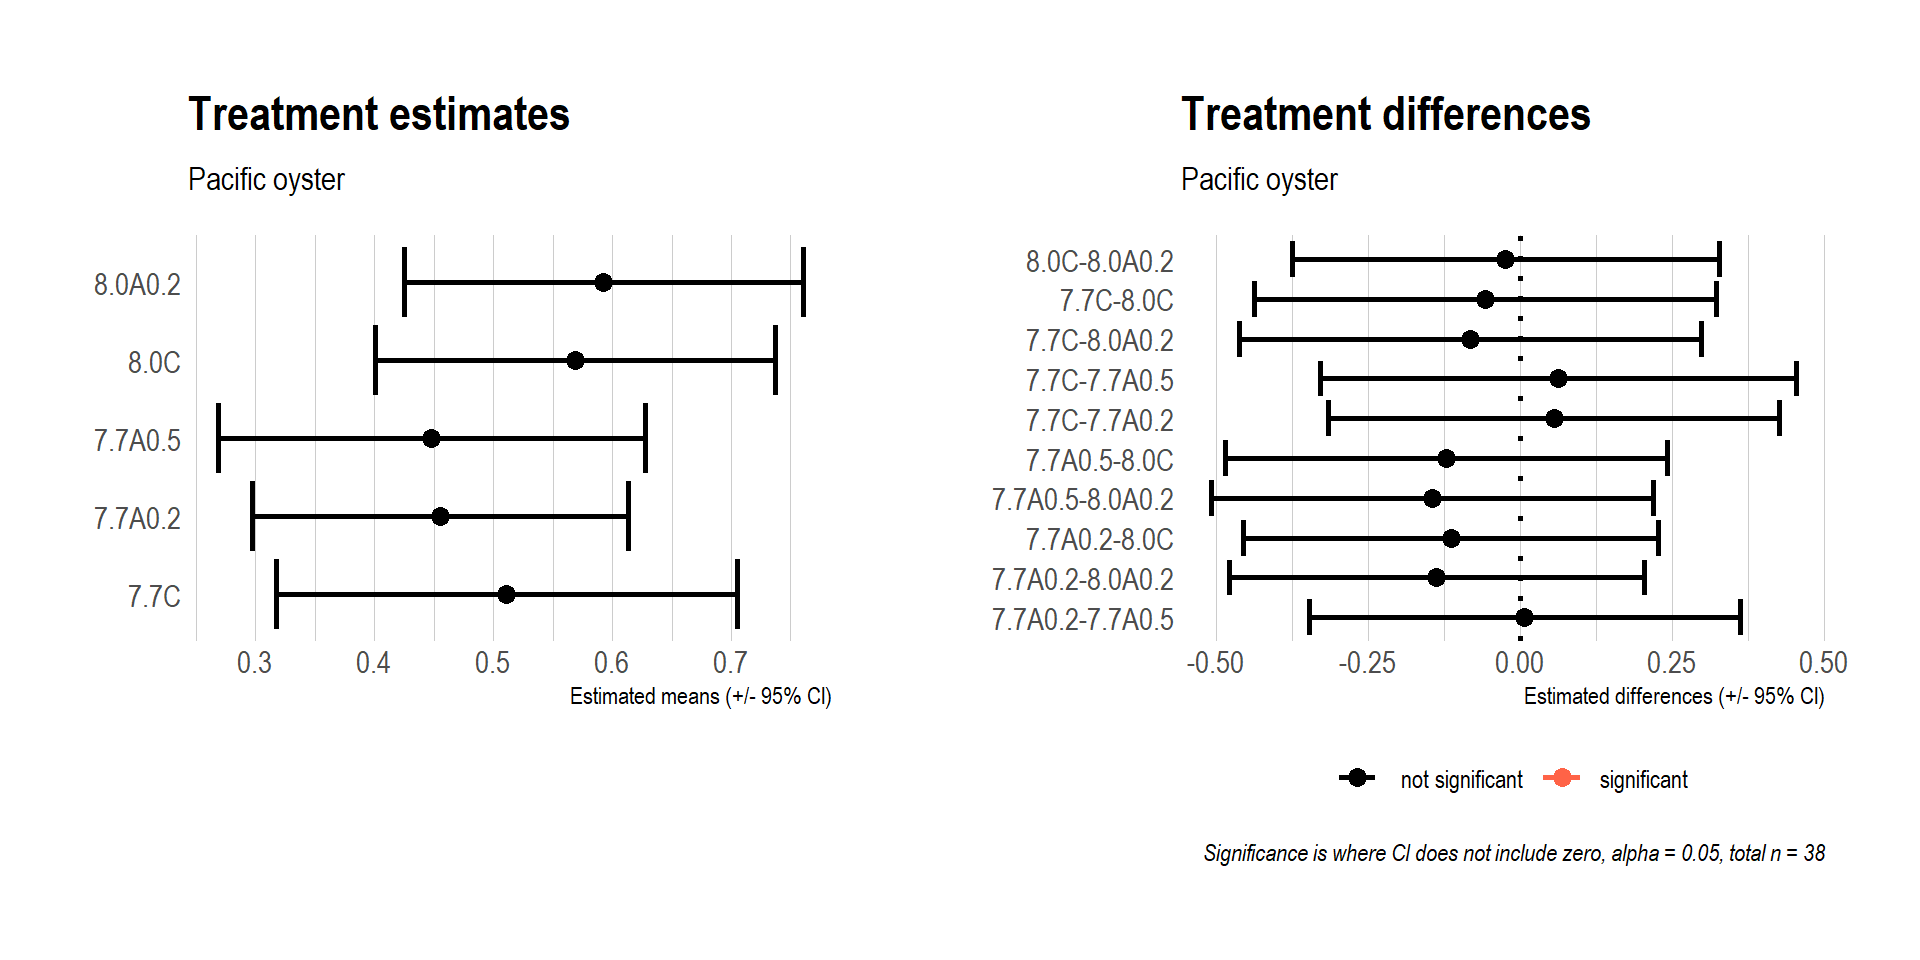 Treatment estimates
Pacific oyster
8.0A0.2
8.0C
7.7A0.5
7.7A0.2
7.7C
0.3 0.4 0.5 0.6 0.7
Estimated means (+/- 95% CI)
Treatment differences
Pacific oyster
8.0C-8.0A0.2
7.7C-8.0C
7.7C-8.0A0.2
7.7C-7.7A0.5
7.7C-7.7A0.2
7.7A0.5-8.0C
7.7A0.5-8.0A0.2
7.7A0.2-8.0C
7.7A0.2-8.0A0.2
7.7A0.2-7.7A0.5
-0.50 -0.25 0.00 0.25 0.50
Estimated differences (+/- 95% CI)
not significant significant
Significance is where CI does not include zero, alpha = 0.05, total n = 38